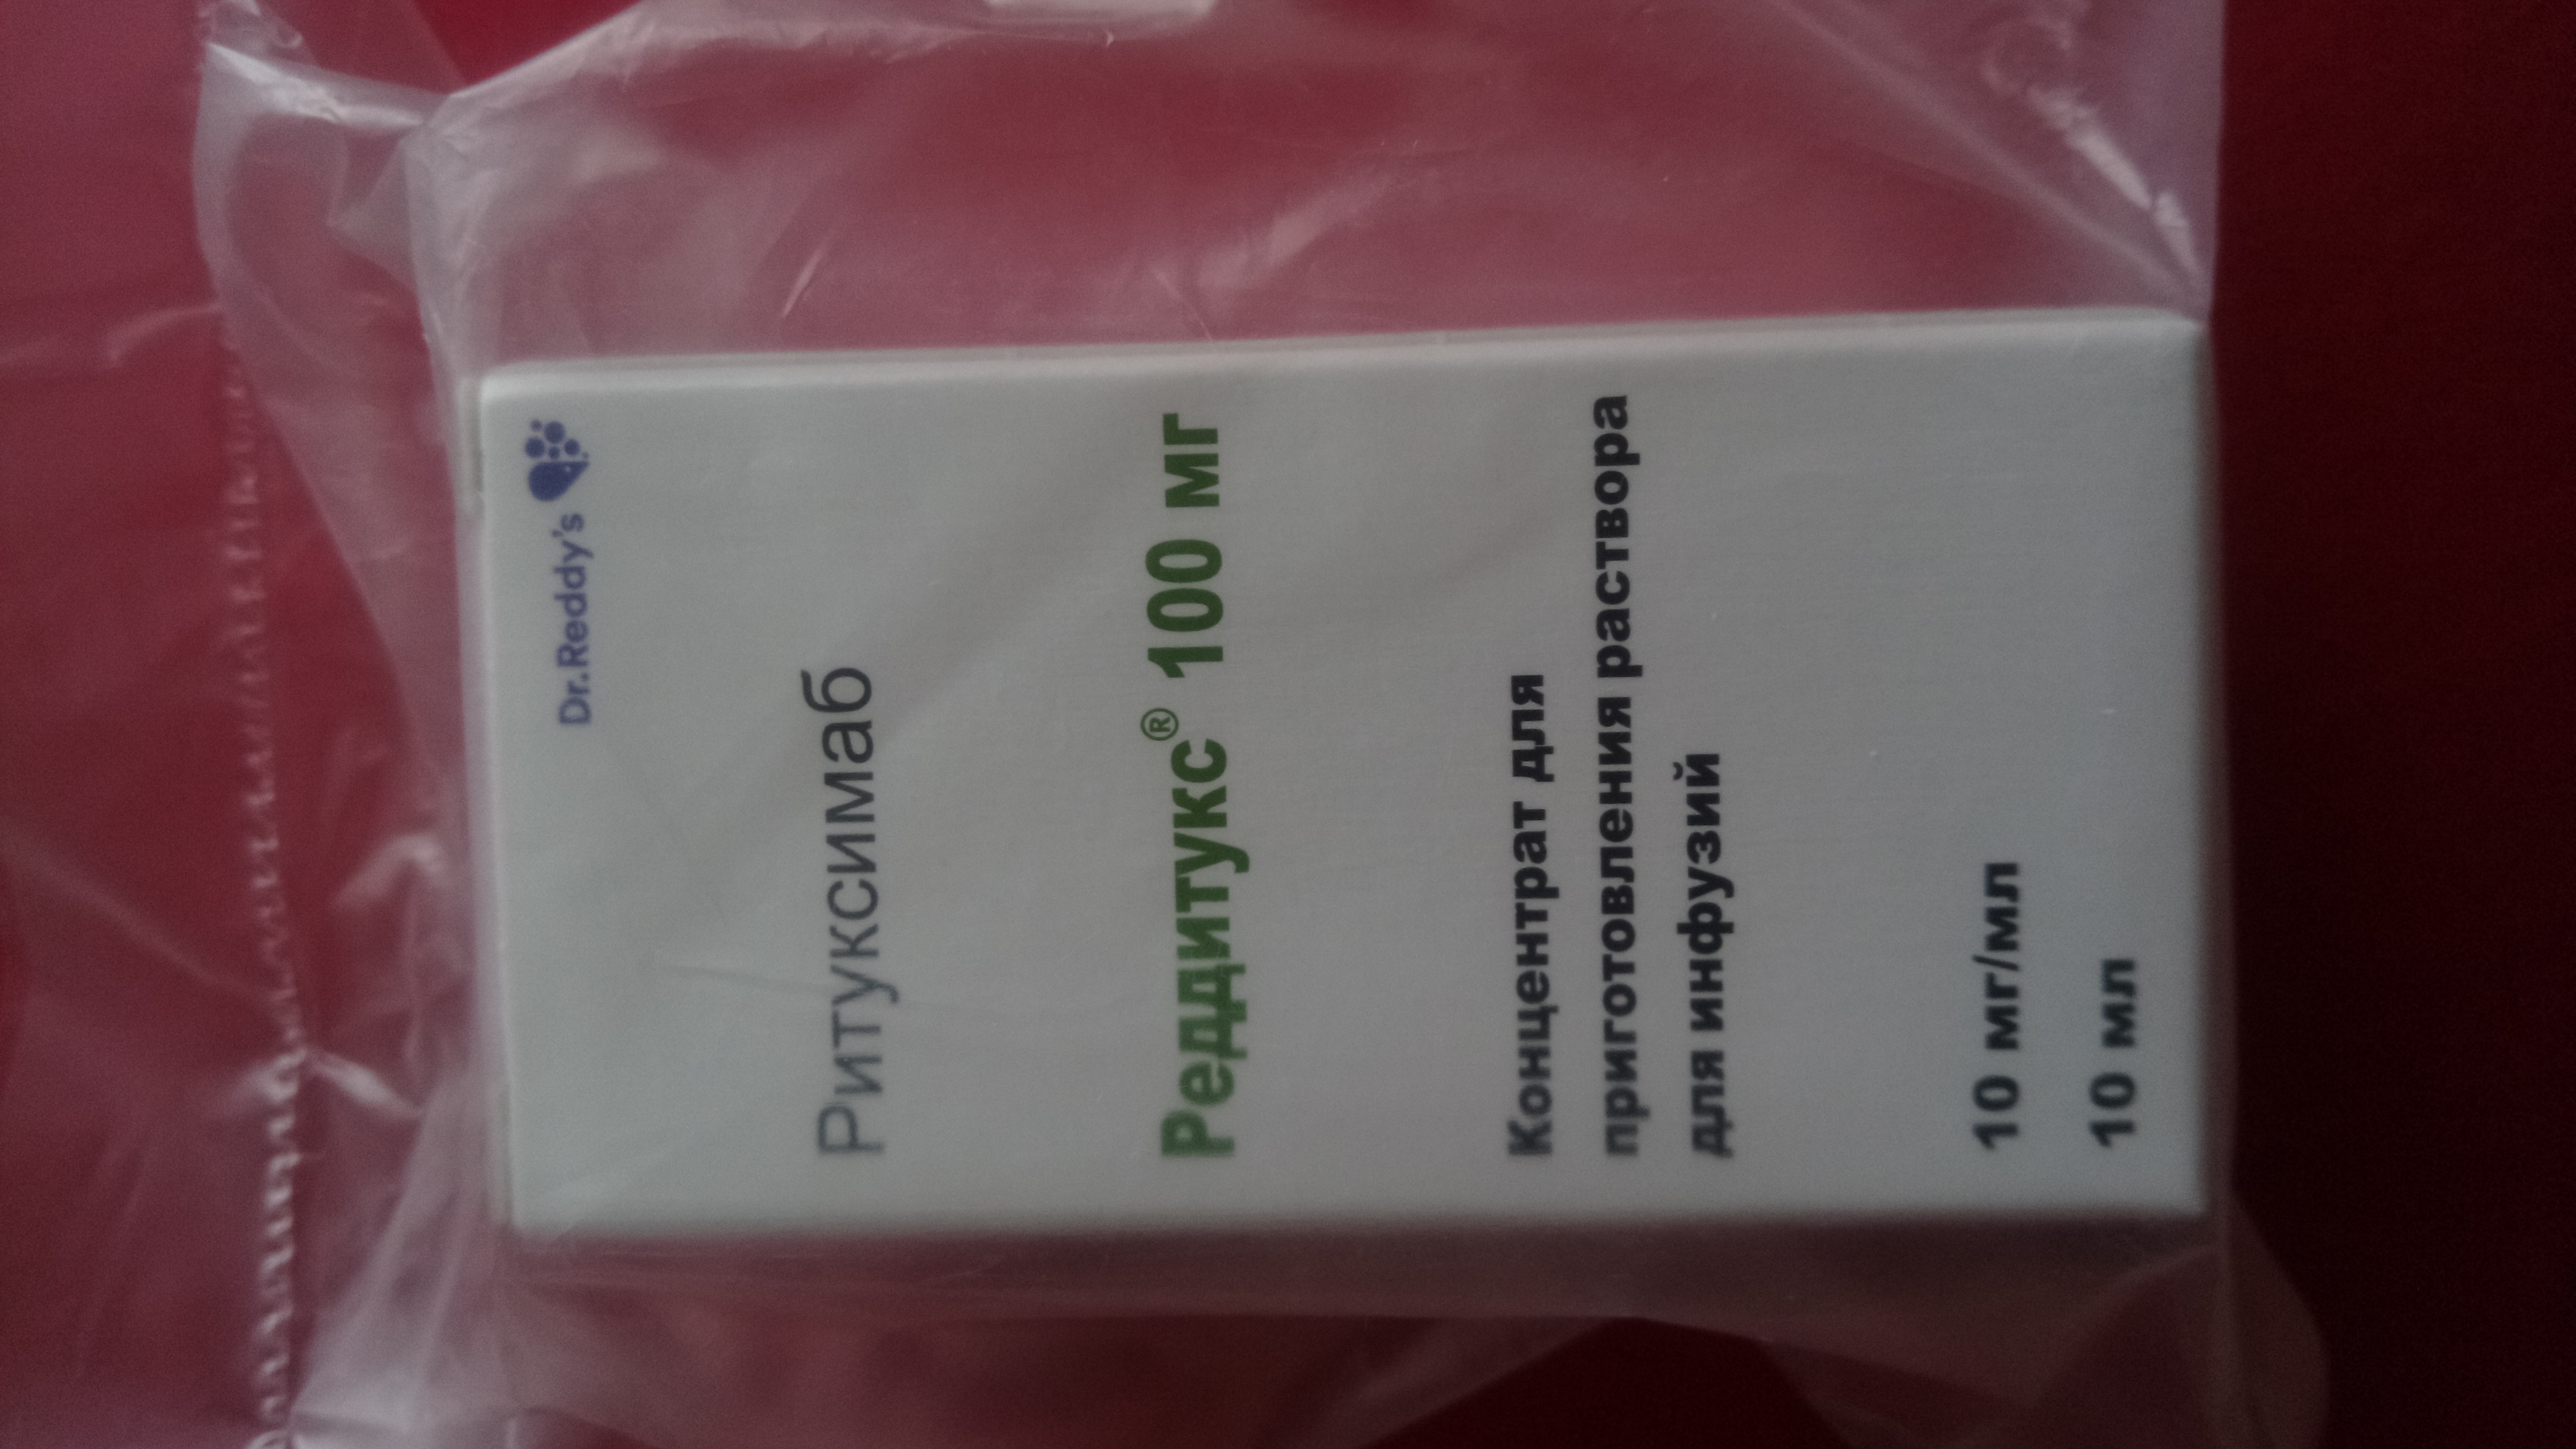 Dr.Reddy's
Ритуксимаб
Реддитукс® 100 мг
Концентрат для
приготовления раствора
для инфузий
10 мг/мл
10 мл